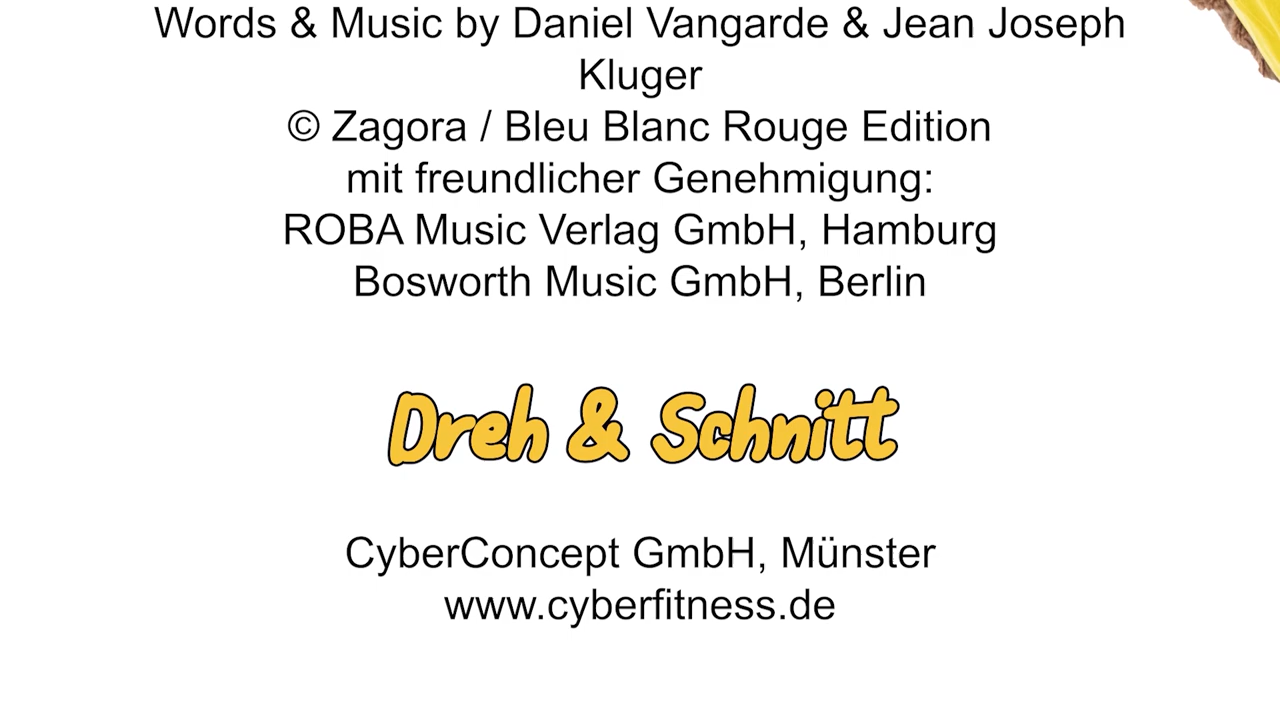 Words & Music by Daniel Vangarde & Jean Joseph
Kluger
© Zagora / Bleu Blanc Rouge Edition
mit freundlicher Genehmigung:
ROBA Music Verlag GmbH, Hamburg
Bosworth Music GmbH, Berlin
Dreh & Schnitt
CyberConcept GmbH, Münster
www.cyberfitness.de